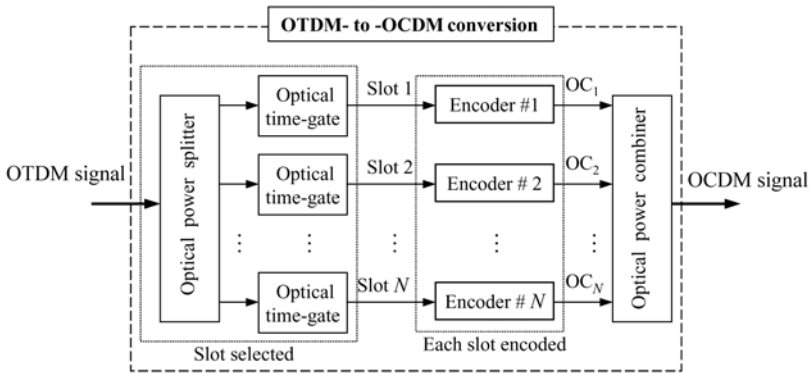 OTDM- to -OCDM conversion
OTDM signal
Optical power splitter
Optical
time-gate
Slot 1
Encoder #1
OC1
Optical
time-gate
Slot 2
Encoder # 2
OC2
Optical
time-gate
Slot N
Encoder # N
OCN
Optical power combiner
OCDM signal
Slot selected
Each slot encoded